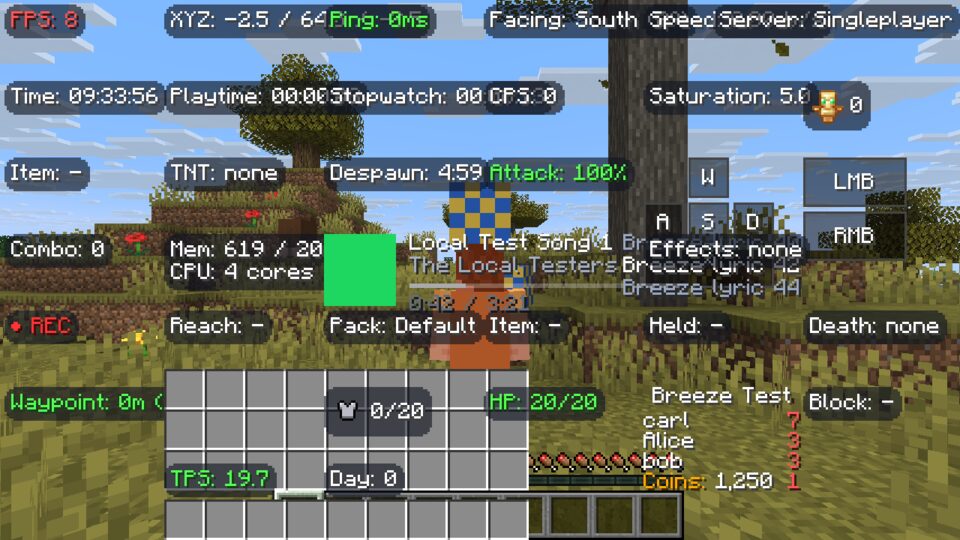 FPS: 8
XYZ: -2.5 / 64
Ping: 0ms
Facing: South
Speed
Server: Singleplayer
Time: 09:33:56
Playtime: 00:00
Stopwatch: 00
CPS: 0
Saturation: 5.0
0
Item: -
TNT: none
Despawn: 4:59
Attack: 100%
W
LMB
A S D
RMB
Combo: 0
Mem: 619 / 20
CPU: 4 cores
Local Test Song 1
The Local Testers
0:42 / 3:21
Effects: none
Breeze lyric 42
Breeze lyric 44
REC
Reach: -
Pack: Default
Item: -
Held: -
Death: none
Waypoint: 0m (
0/20
HP: 20/20
Breeze Test
carl 7
Alice 3
bob 3
Coins: 1,250 1
Block: -
TPS: 19.7
Day: 0